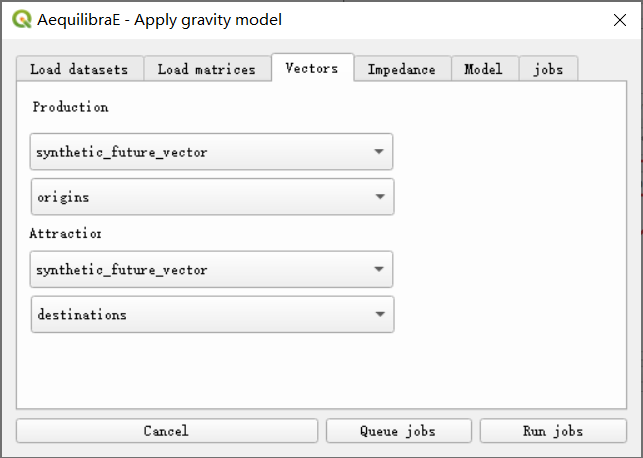 AequilibraE - Apply gravity model
Load datasets Load matrices Vectors Impedance Model jobs
Production
synthetic_future_vector
origins
Attraction
synthetic_future_vector
destinations
Cancel Queue jobs Run jobs